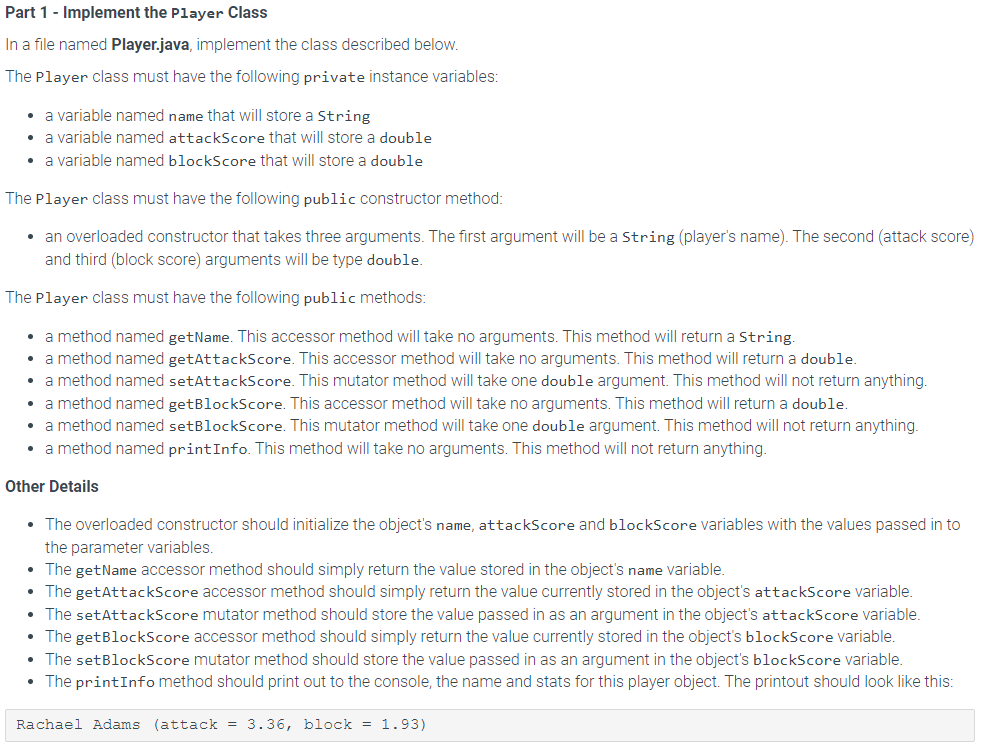 Part 1 - Implement the Player Class
In a file named Player.java, implement the class described below.
The Player class must have the following private instance variables:
• a variable named name that will store a String
• a variable named attackScore that will store a double
• a variable named blockScore that will store a double
The Player class must have the following public constructor method:
• an overloaded constructor that takes three arguments. The first argument will be a String (player's name). The second (attack score)
and third (block score) arguments will be type double.
The Player class must have the following public methods:
• a method named getName. This accessor method will take no arguments. This method will return a String.
• a method named getAttackScore. This accessor method will take no arguments. This method will return a double.
• a method named setAttackScore. This mutator method will take one double argument. This method will not return anything.
• a method named getBlockScore. This accessor method will take no arguments. This method will return a double.
• a method named setBlockScore. This mutator method will take one double argument. This method will not return anything.
• a method named printInfo. This method will take no arguments. This method will not return anything.
Other Details
• The overloaded constructor should initialize the object's name, attackScore and blockScore variables with the values passed in to
the parameter variables.
• The getName accessor method should simply return the value stored in the object's name variable.
• The getAttackScore accessor method should simply return the value currently stored in the object's attackScore variable.
• The setAttackScore mutator method should store the value passed in as an argument in the object's attackScore variable.
• The getBlockScore accessor method should simply return the value currently stored in the object's blockScore variable.
• The setBlockScore mutator method should store the value passed in as an argument in the object's blockScore variable.
• The printInfo method should print out to the console, the name and stats for this player object. The printout should look like this:
Rachael Adams (attack = 3.36, block = 1.93)